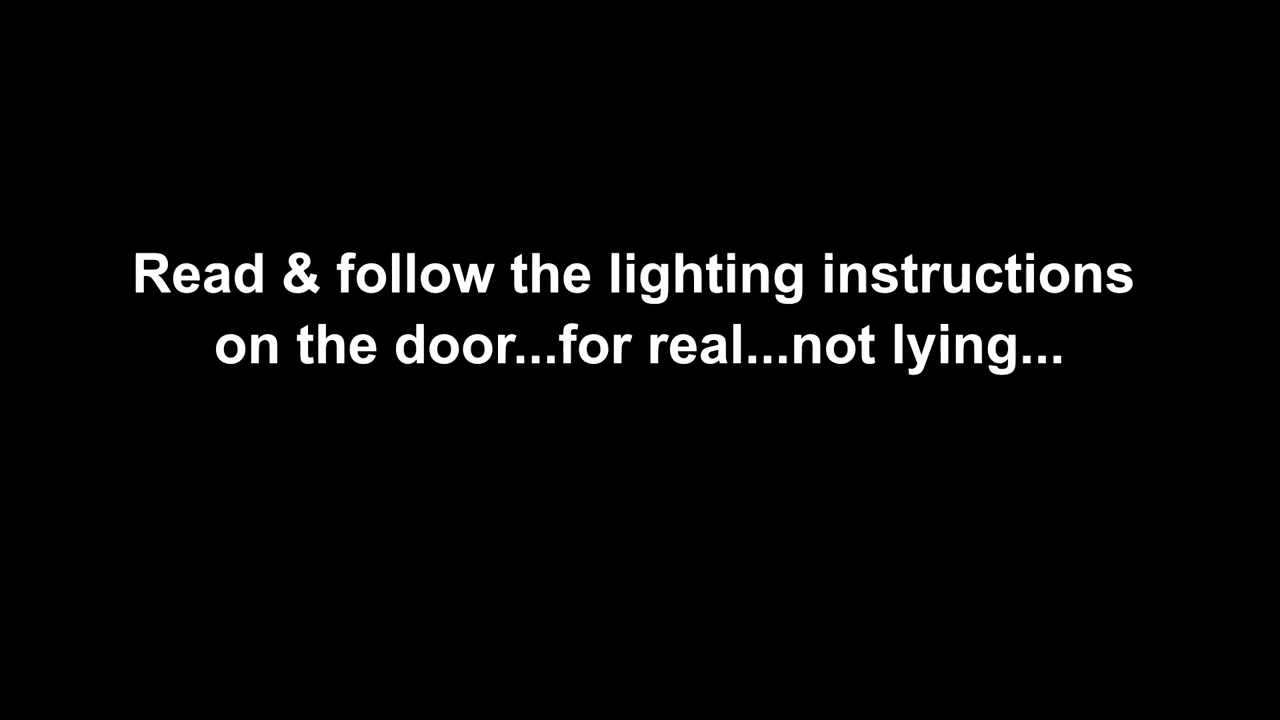 Read & follow the lighting instructions
on the door...for real...not lying...